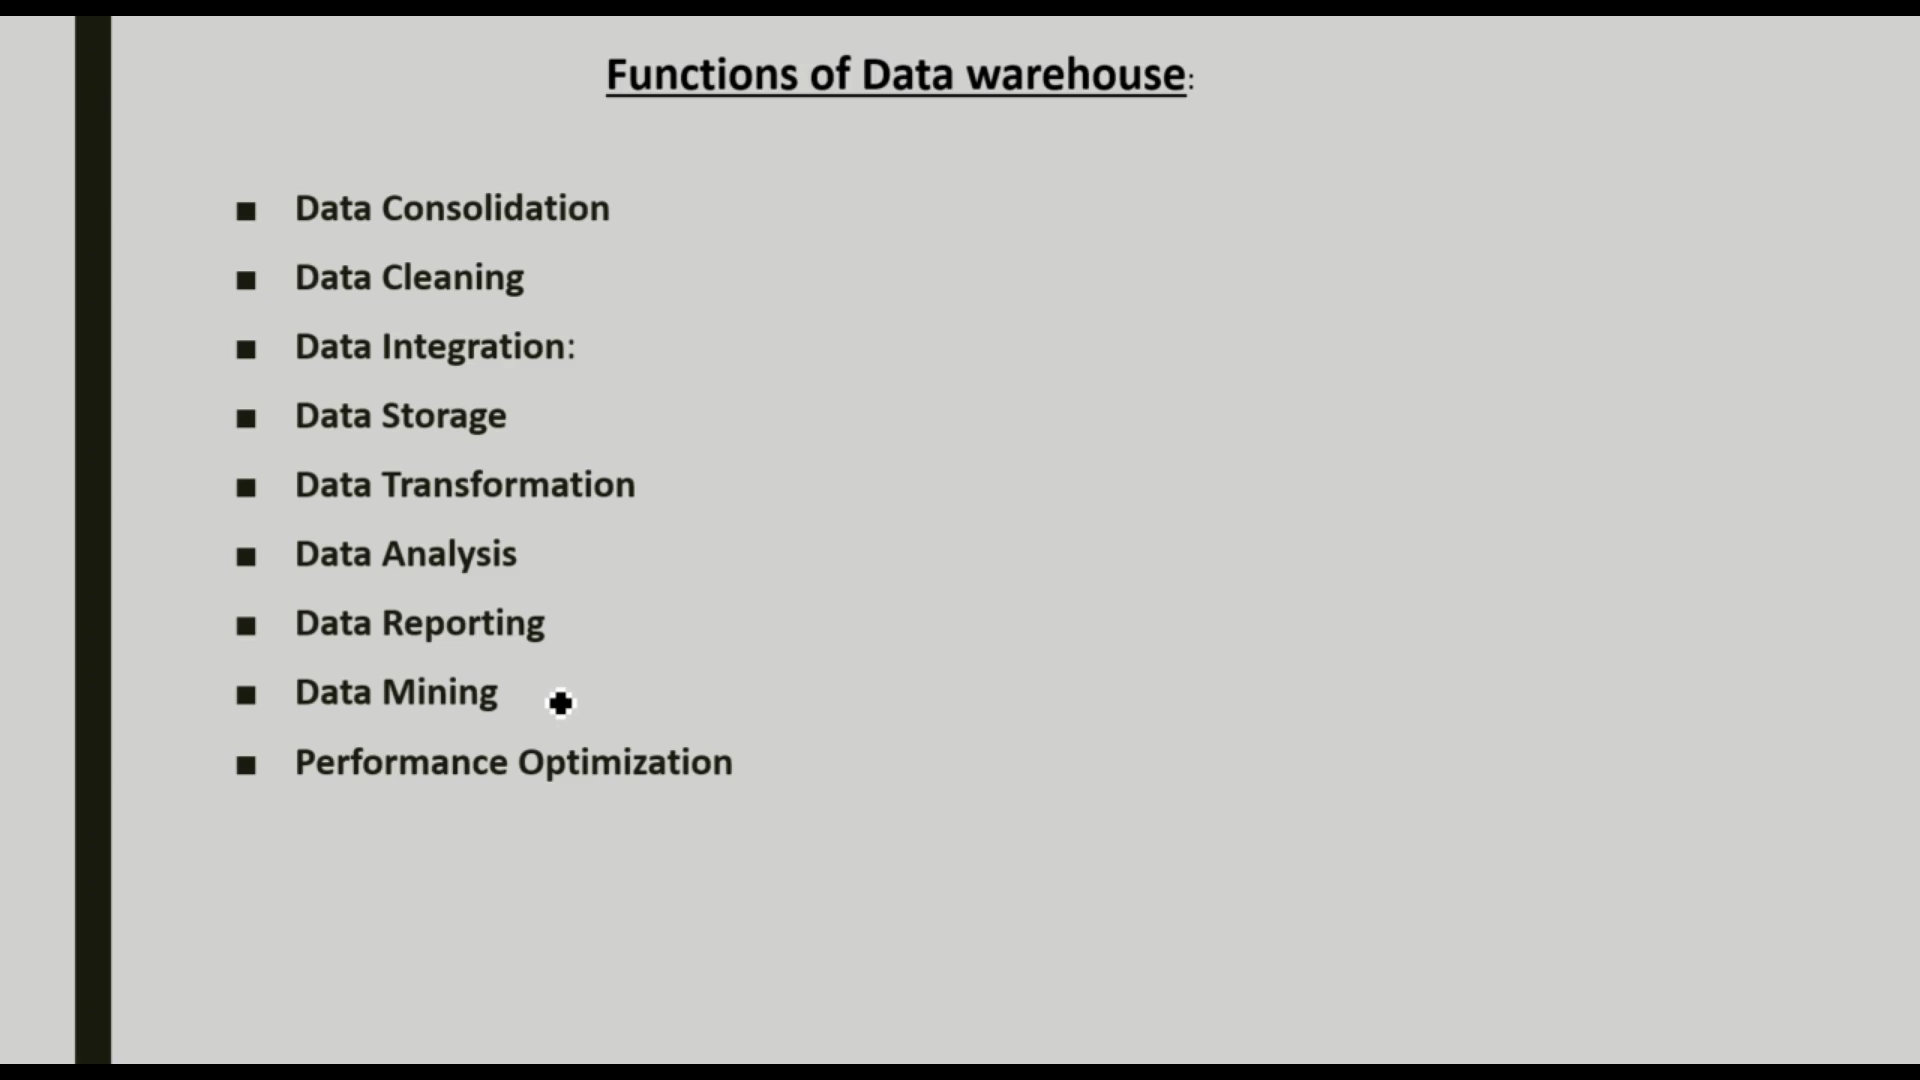 Functions of Data warehouse:
■ Data Consolidation
■ Data Cleaning
■ Data Integration:
■ Data Storage
■ Data Transformation
■ Data Analysis
■ Data Reporting
■ Data Mining
■ Performance Optimization